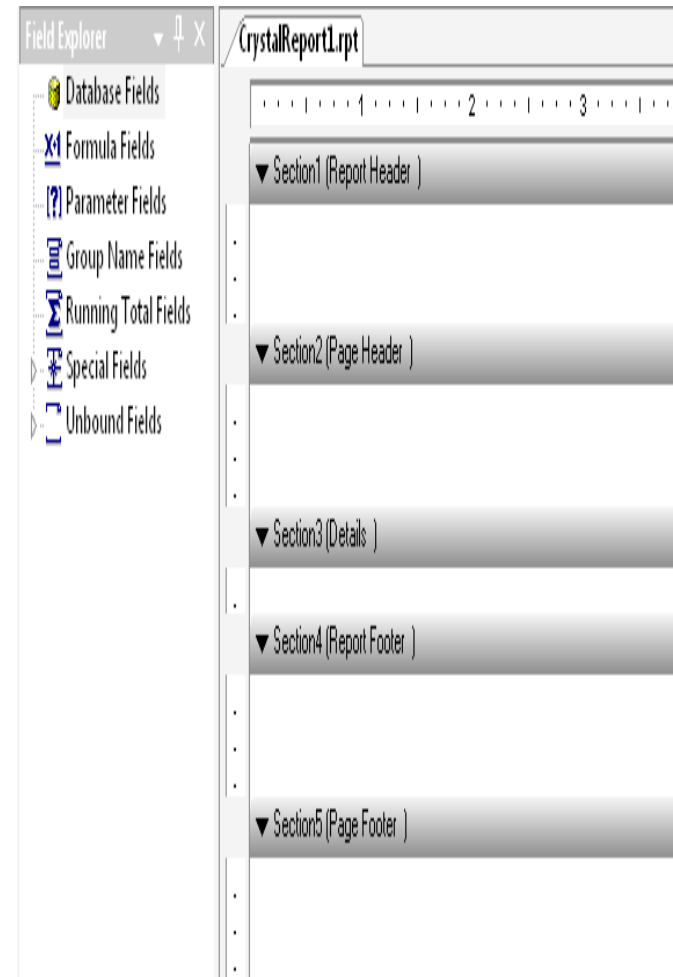 Field Explorer
Database Fields
Formula Fields
Parameter Fields
Group Name Fields
Running Total Fields
Special Fields
Unbound Fields
CrystalReport1.rpt
1 2 3
Section1 (Report Header )
Section2 (Page Header )
Section3 (Details )
Section4 (Report Footer )
Section5 (Page Footer )